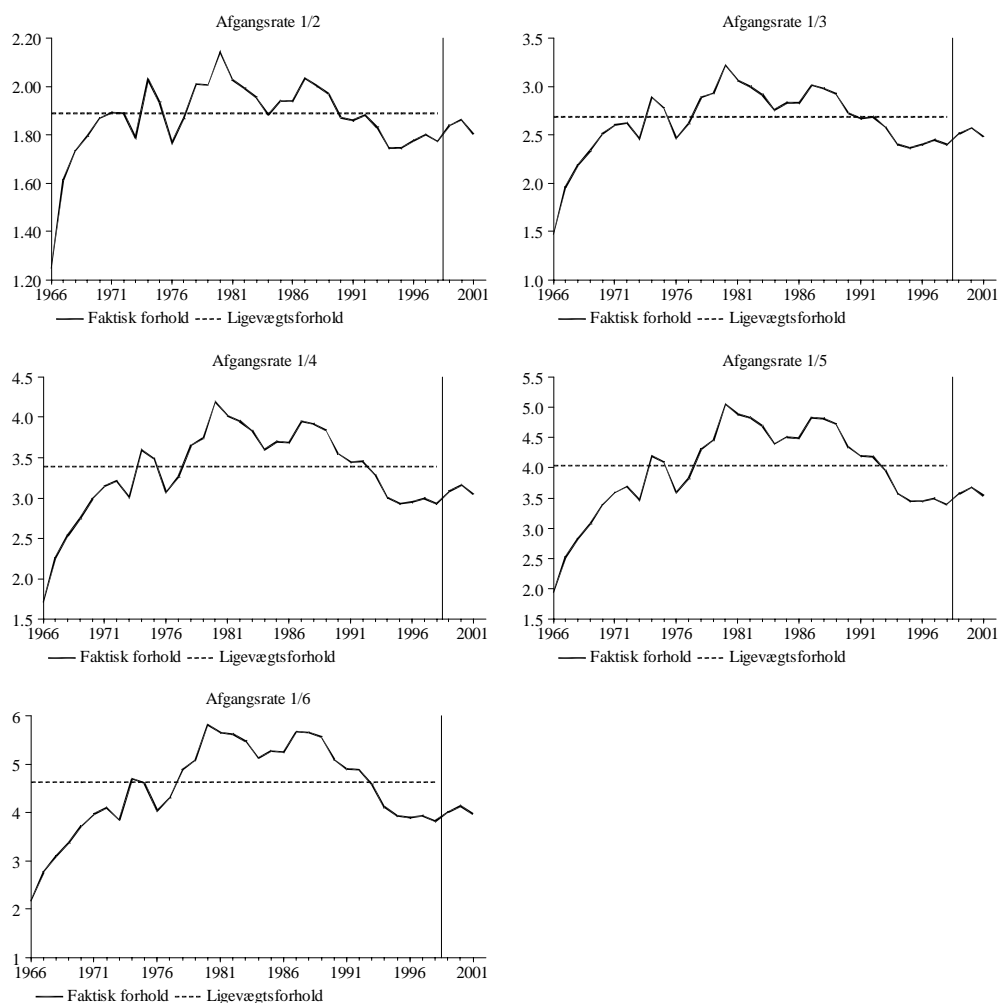 Afgangsrate 1/2
2.20
2.00
1.80
1.60
1.40
1.20
1966 1971 1976 1981 1986 1991 1996 2001
Faktisk forhold Ligevægtsforhold
Afgangsrate 1/3
3.5
3.0
2.5
2.0
1.5
1.0
1966 1971 1976 1981 1986 1991 1996 2001
Faktisk forhold Ligevægtsforhold
Afgangsrate 1/4
4.5
4.0
3.5
3.0
2.5
2.0
1.5
1966 1971 1976 1981 1986 1991 1996 2001
Faktisk forhold Ligevægtsforhold
Afgangsrate 1/5
5.5
5.0
4.5
4.0
3.5
3.0
2.5
2.0
1.5
1966 1971 1976 1981 1986 1991 1996 2001
Faktisk forhold Ligevægtsforhold
Afgangsrate 1/6
6
5
4
3
2
1
1966 1971 1976 1981 1986 1991 1996 2001
Faktisk forhold Ligevægtsforhold